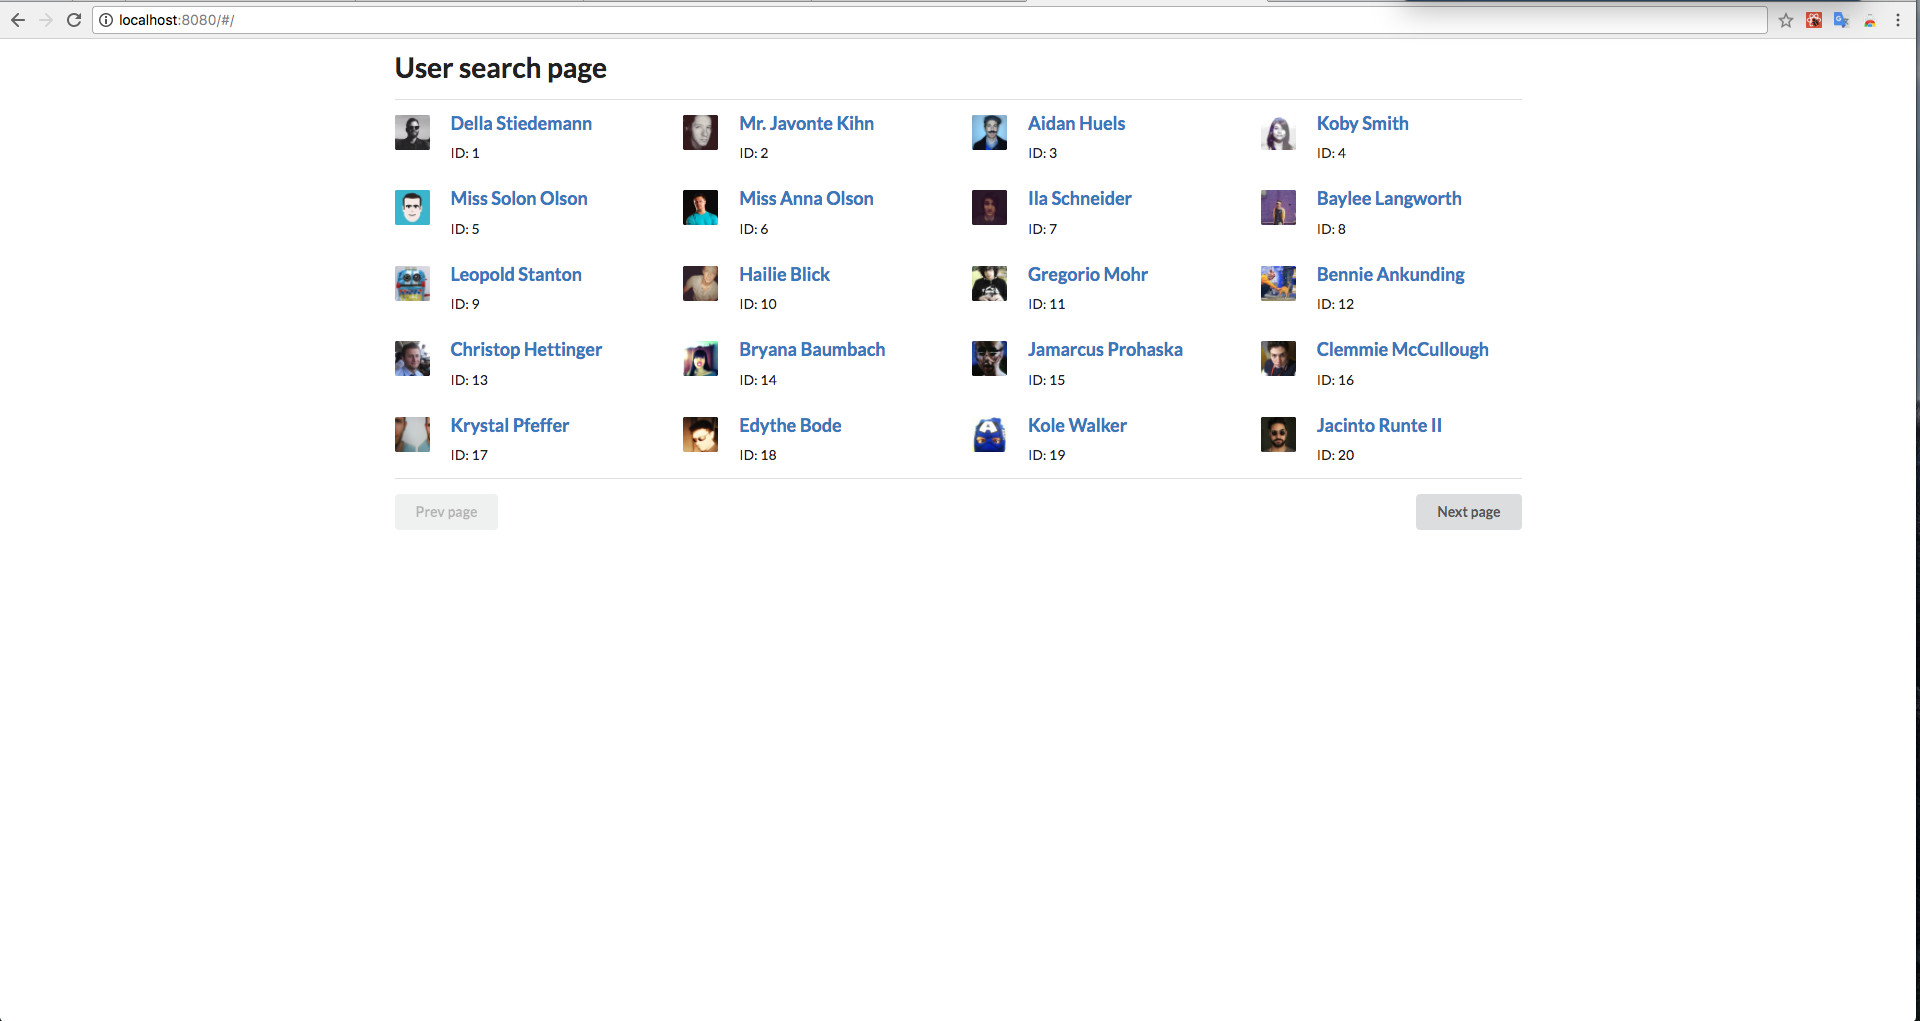 localhost:8080/#/
User search page
Della Stiedemann Mr. Javonte Kihn Aidan Huels Koby Smith
ID: 1 ID: 2 ID: 3 ID: 4
Miss Solon Olson Miss Anna Olson Ila Schneider Baylee Langworth
ID: 5 ID: 6 ID: 7 ID: 8
Leopold Stanton Hailie Blick Gregorio Mohr Bennie Ankunding
ID: 9 ID: 10 ID: 11 ID: 12
Christop Hettinger Bryana Baumbach Jamarcus Prohaska Clemmie McCullough
ID: 13 ID: 14 ID: 15 ID: 16
Krystal Pfeffer Edythe Bode Kole Walker Jacinto Runte II
ID: 17 ID: 18 ID: 19 ID: 20
Prev page Next page